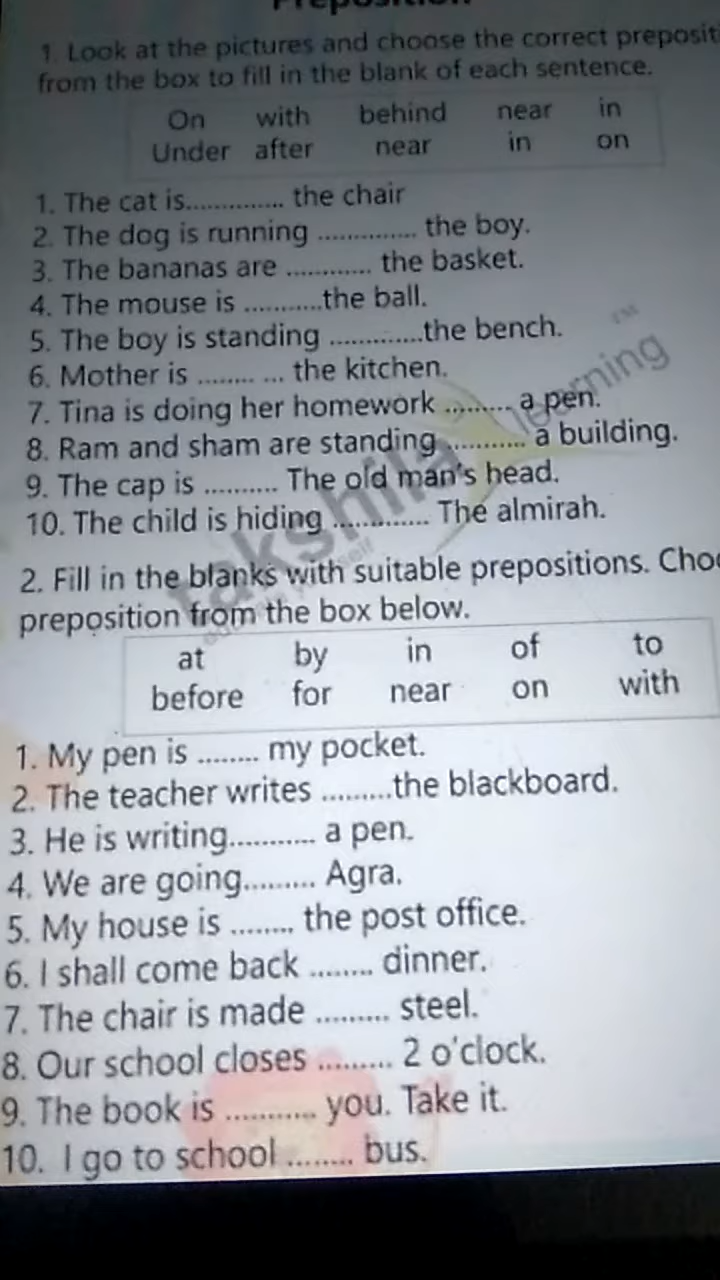 Preposition
1. Look at the pictures and choose the correct preposit
from the box to fill in the blank of each sentence.
On with behind near in
Under after near in on
1. The cat is.............. the chair
2. The dog is running .............. the boy.
3. The bananas are ............ the basket.
4. The mouse is ...........the ball.
5. The boy is standing .............the bench.
6. Mother is ........ ... the kitchen.
7. Tina is doing her homework ......... a pen.
8. Ram and sham are standing ........... a building.
9. The cap is .......... The old man's head.
10. The child is hiding ............. The almirah.
takshila learning
TM
2. Fill in the blanks with suitable prepositions. Choo
preposition from the box below.
at by in of to
before for near on with
1. My pen is ........ my pocket.
2. The teacher writes .........the blackboard.
3. He is writing........... a pen.
4. We are going......... Agra.
5. My house is ........ the post office.
6. I shall come back ........ dinner.
7. The chair is made ......... steel.
8. Our school closes ......... 2 o'clock.
9. The book is ........... you. Take it.
10. I go to school ........ bus.